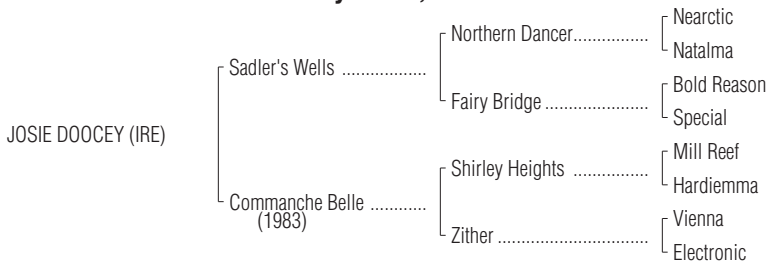 Nearctic
Northern Dancer
Natalma
Sadler's Wells
Bold Reason
Fairy Bridge
Special
JOSIE DOOCEY (IRE)
Mill Reef
Shirley Heights
Hardiemma
Commanche Belle
(1983)
Vienna
Zither
Electronic